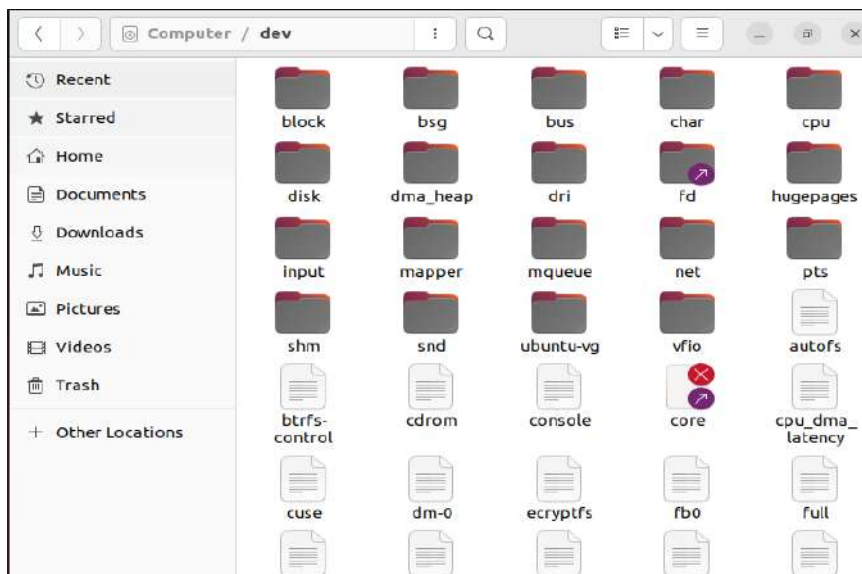 Computer / dev
Recent
Starred
Home
Documents
Downloads
Music
Pictures
Videos
Trash
Other Locations
block bsg bus char cpu
disk dma_heap dri fd hugepages
input mapper mqueue net pts
shm snd ubuntu-vg vfio autofs
btrfs- cdrom console core cpu_dma_
control latency
cuse dm-0 ecryptfs fb0 full